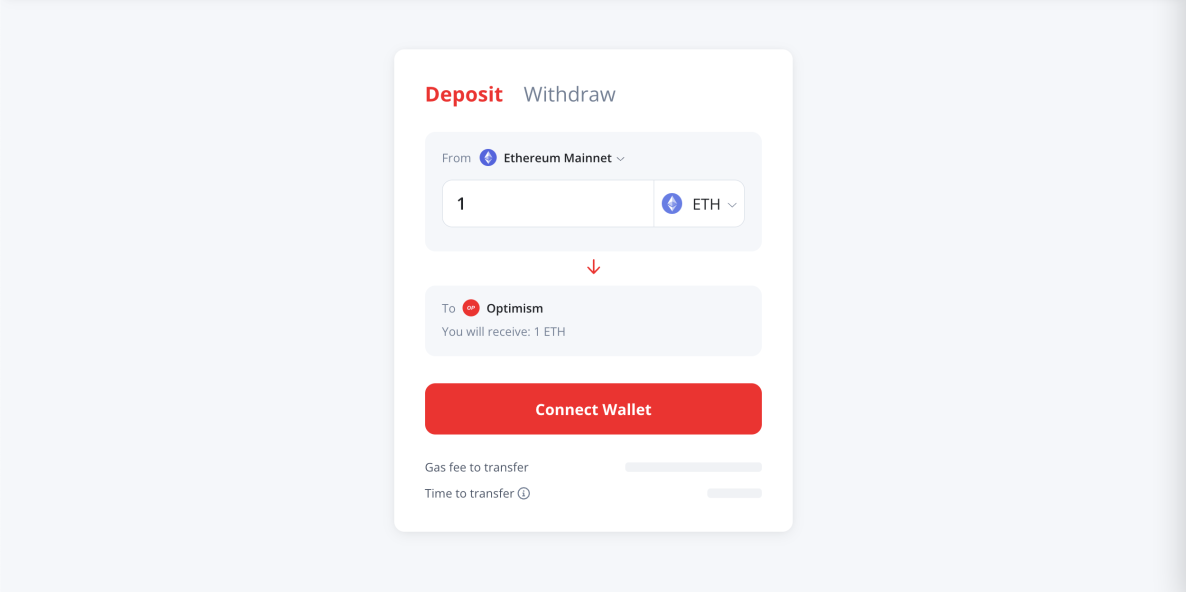 Deposit Withdraw
From Ethereum Mainnet
1 ETH
To OP Optimism
You will receive: 1 ETH
Connect Wallet
Gas fee to transfer
Time to transfer